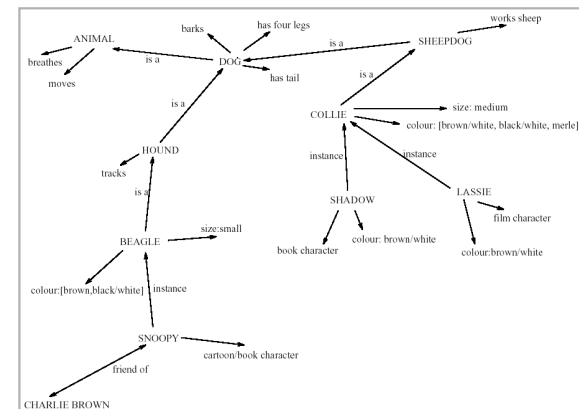 barks
has four legs
works sheep
ANIMAL
is a
DOG
is a
SHEEPDOG
breathes
moves
has tail
is a
is a
size: medium
COLLIE
colour: [brown/white, black/white, merle]
HOUND
tracks
instance
instance
is a
SHADOW
LASSIE
film character
size:small
BEAGLE
book character
colour: brown/white
colour:brown/white
colour:[brown,black/white]
instance
SNOOPY
cartoon/book character
friend of
CHARLIE BROWN